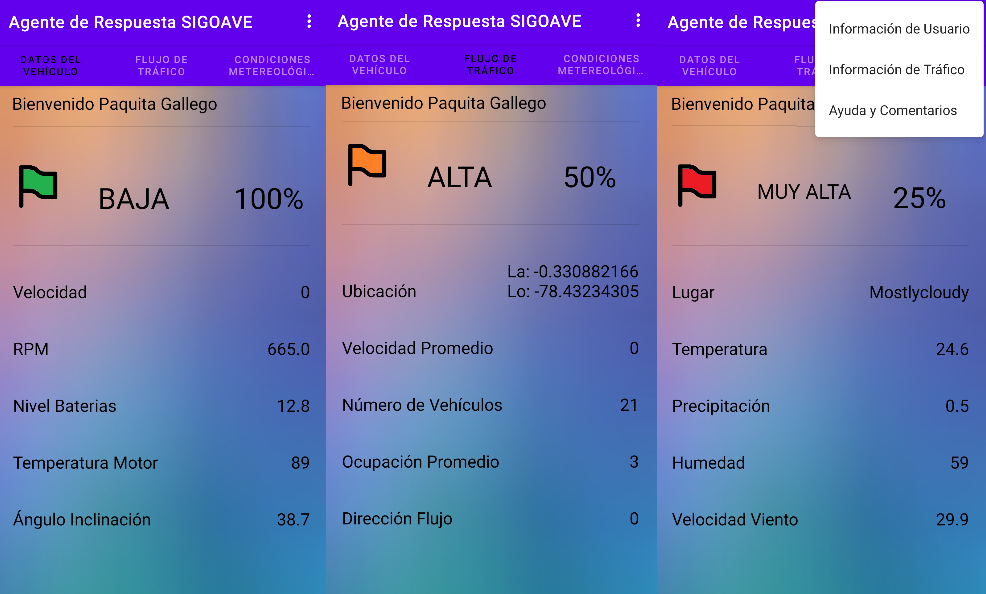 Agente de Respuesta SIGOAVE
DATOS DEL
VEHÍCULO
FLUJO DE
TRÁFICO
CONDICIONES
METEREOLÓGI...
Bienvenido Paquita Gallego
BAJA
100%
Velocidad
0
RPM
665.0
Nivel Baterias
12.8
Temperatura Motor
89
Ángulo Inclinación
38.7
Agente de Respuesta SIGOAVE
DATOS DEL
VEHÍCULO
FLUJO DE
TRÁFICO
CONDICIONES
METEREOLÓGI...
Bienvenido Paquita Gallego
ALTA
50%
Ubicación
La: -0.330882166
Lo: -78.43234305
Velocidad Promedio
0
Número de Vehículos
21
Ocupación Promedio
3
Dirección Flujo
0
Agente de Respues
DATOS DEL
VEHÍCULO
FLU
TRÁ
Información de Usuario
Información de Tráfico
Ayuda y Comentarios
Bienvenido Paquita
MUY ALTA
25%
Lugar
Mostlycloudy
Temperatura
24.6
Precipitación
0.5
Humedad
59
Velocidad Viento
29.9